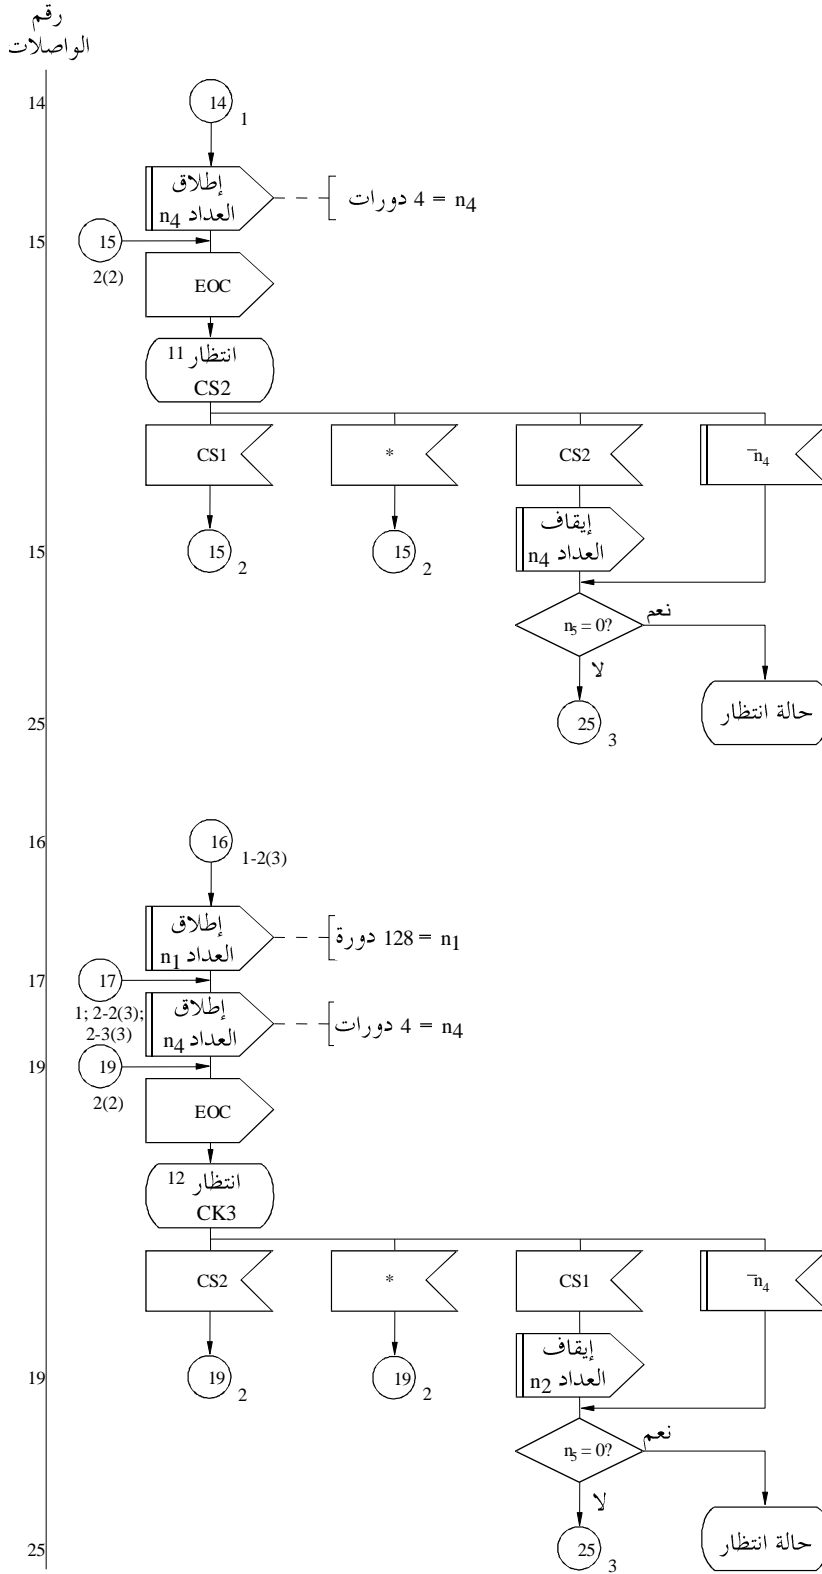 رقم
الواصلات
14
14
1
إطلاق
العداد n4
n4 = 4 دورات
15
15
2(2)
EOC
11 انتظار
CS2
CS1
*
CS2
n4
إيقاف
العداد n4
15
15
2
15
2
n5 = 0?
نعم
لا
حالة انتظار
25
25
3
16
16
1-2(3)
إطلاق
العداد n1
n1 = 128 دورة
17
17
1; 2-2(3);
2-3(3)
إطلاق
العداد n4
n4 = 4 دورات
19
19
2(2)
EOC
12 انتظار
CK3
CS2
*
CS1
n4
إيقاف
العداد n2
19
19
2
19
2
n5 = 0?
نعم
لا
حالة انتظار
25
25
3